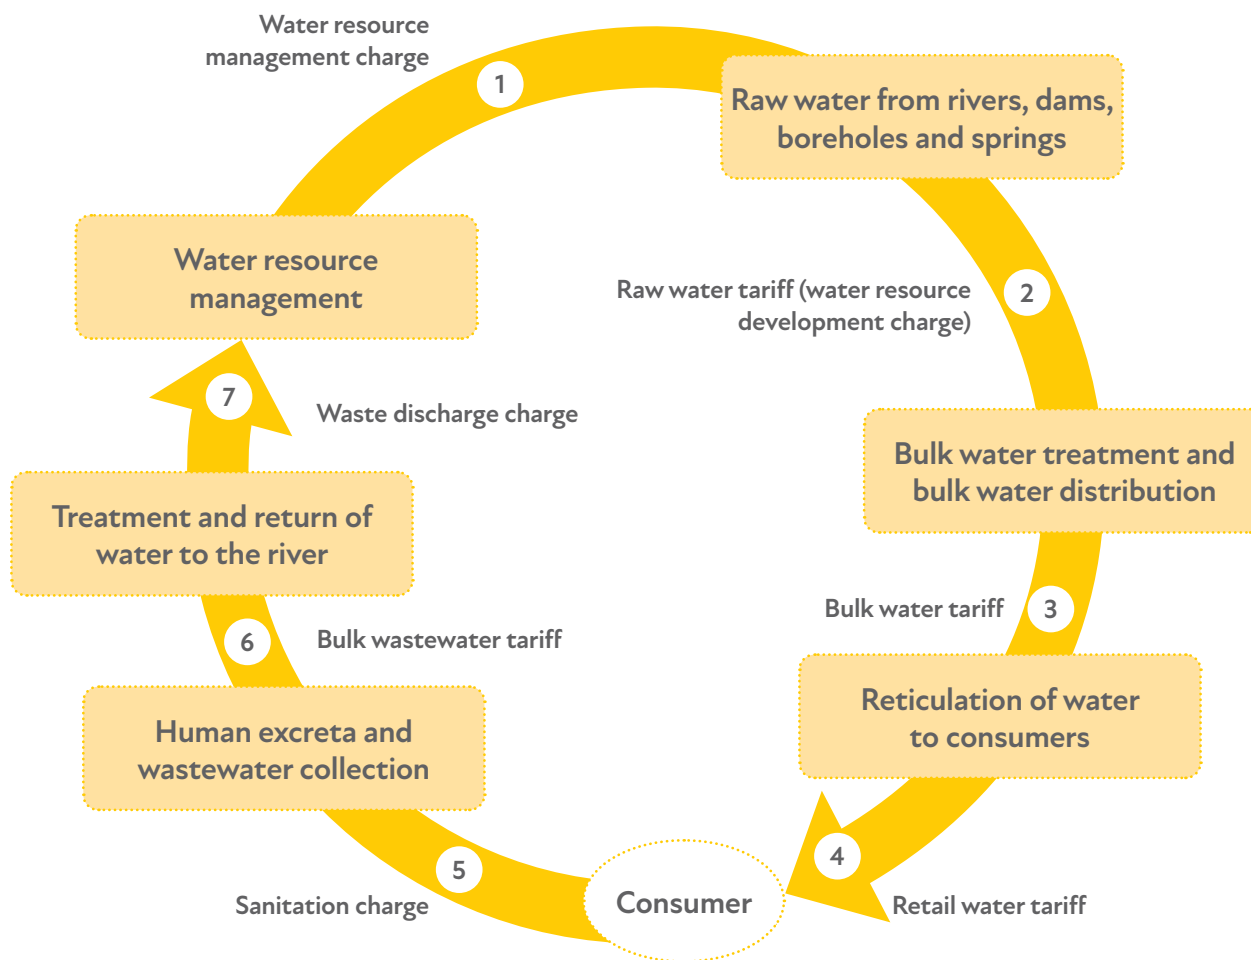 Water resource
management charge
1
Raw water from rivers, dams,
boreholes and springs
Water resource
management
Raw water tariff (water resource
development charge)
2
7
Waste discharge charge
Bulk water treatment and
bulk water distribution
Treatment and return of
water to the river
Bulk water tariff
3
6
Bulk wastewater tariff
Reticulation of water
to consumers
Human excreta and
wastewater collection
4
5
Sanitation charge
Consumer
Retail water tariff